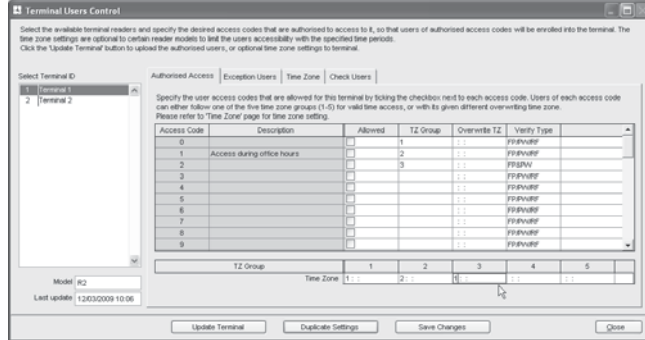 Terminal Users Control
Select the available terminal readers and specify the desired access codes that are authorised to access to it, so that users of authorised access codes will be enrolled into the terminal. The
time zone settings are optional to certain reader models to limit the users accessibility with the specified time periods.
Click the 'Update Terminal' button to upload the authorised users, or optional time zone settings to terminal.
Select Terminal ID
1 Terminal 1
2 Terminal 2
Authorised Access Exception Users Time Zone Check Users
Specify the user access codes that are allowed for this terminal by ticking the checkbox next to each access code. Users of each access code
can either follow one of the five time zone groups (1-5) for valid time access, or with its given different overwriting time zone.
Please refer to 'Time Zone' page for time zone setting.
Access Code Description Allowed TZ Group Overwrite TZ Verify Type
0 1 : : FP/PW/RF
1 Access during office hours 2 : : FP/PW/RF
2 3 : : FP&PW
3 : : FP/PW/RF
4 : : FP/PW/RF
5 : : FP/PW/RF
6 : : FP/PW/RF
7 : : FP/PW/RF
8 : : FP/PW/RF
9 : : FP/PW/RF
TZ Group 1 2 3 4 5
Time Zone 1 : : 2 : : 1 : : : : : :
Model R2
Last update 12/03/2009 10:06
Update Terminal Duplicate Settings Save Changes Close